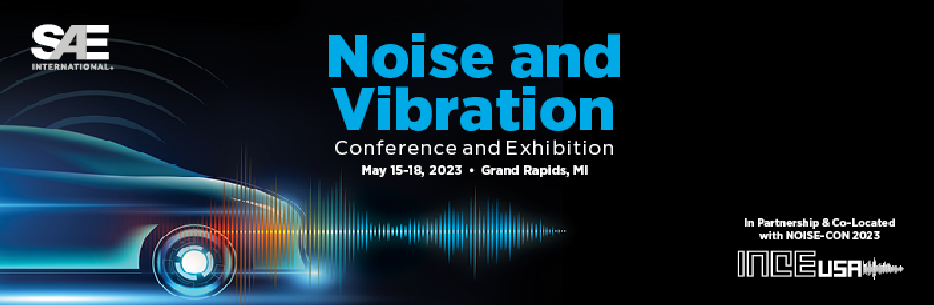 SAE
INTERNATIONAL.
Noise and
Vibration
Conference and Exhibition
May 15-18, 2023 • Grand Rapids, MI
In Partnership & Co-Located
with NOISE-CON 2023
INCE USA